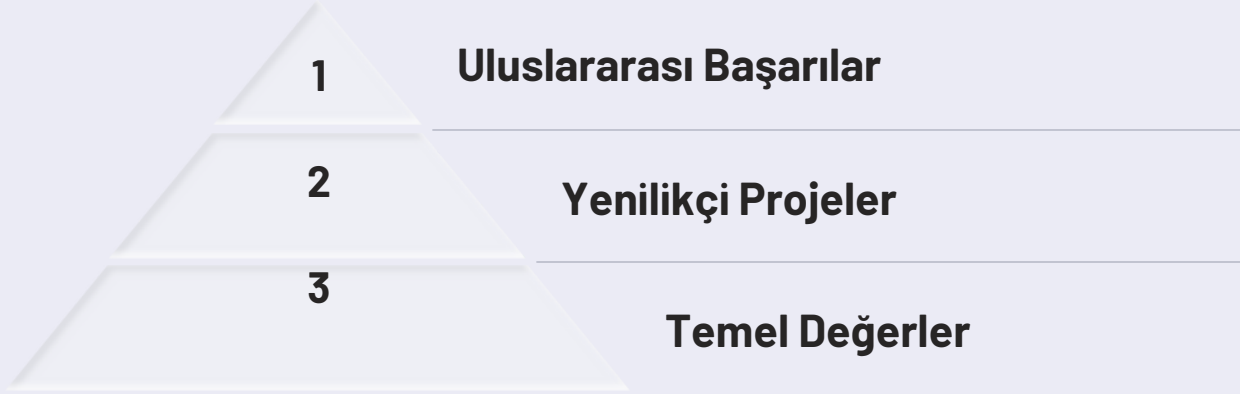 1
Uluslararası Başarılar
2
Yenilikçi Projeler
3
Temel Değerler